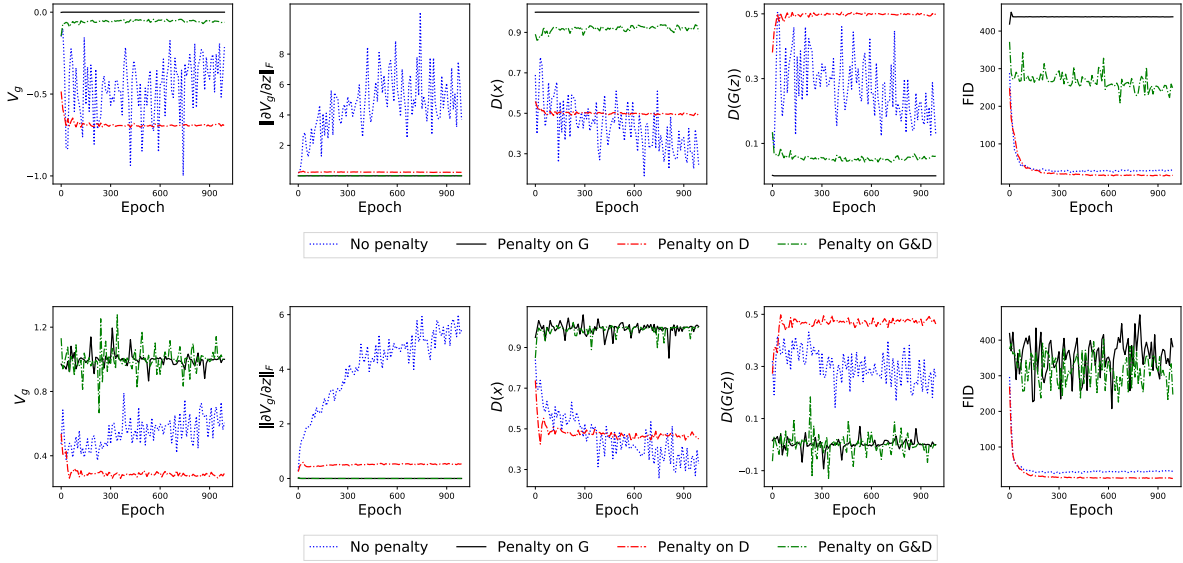 0.0
−0.5
−1.0
V_g
0 300 600 900
Epoch
8
6
4
2
‖∂V_g/∂z‖_F
0 300 600 900
Epoch
0.9
0.7
0.5
0.3
D(x)
0 300 600 900
Epoch
0.5
0.3
0.1
D(G(z))
0 300 600 900
Epoch
400
300
200
100
FID
0 300 600 900
Epoch
No penalty Penalty on G Penalty on D Penalty on G&D
1.2
0.8
0.4
V_g
0 300 600 900
Epoch
6
4
2
0
‖∂V_g/∂z‖_F
0 300 600 900
Epoch
0.9
0.7
0.5
0.3
D(x)
0 300 600 900
Epoch
0.5
0.3
0.1
−0.1
D(G(z))
0 300 600 900
Epoch
400
300
200
100
FID
0 300 600 900
Epoch
No penalty Penalty on G Penalty on D Penalty on G&D